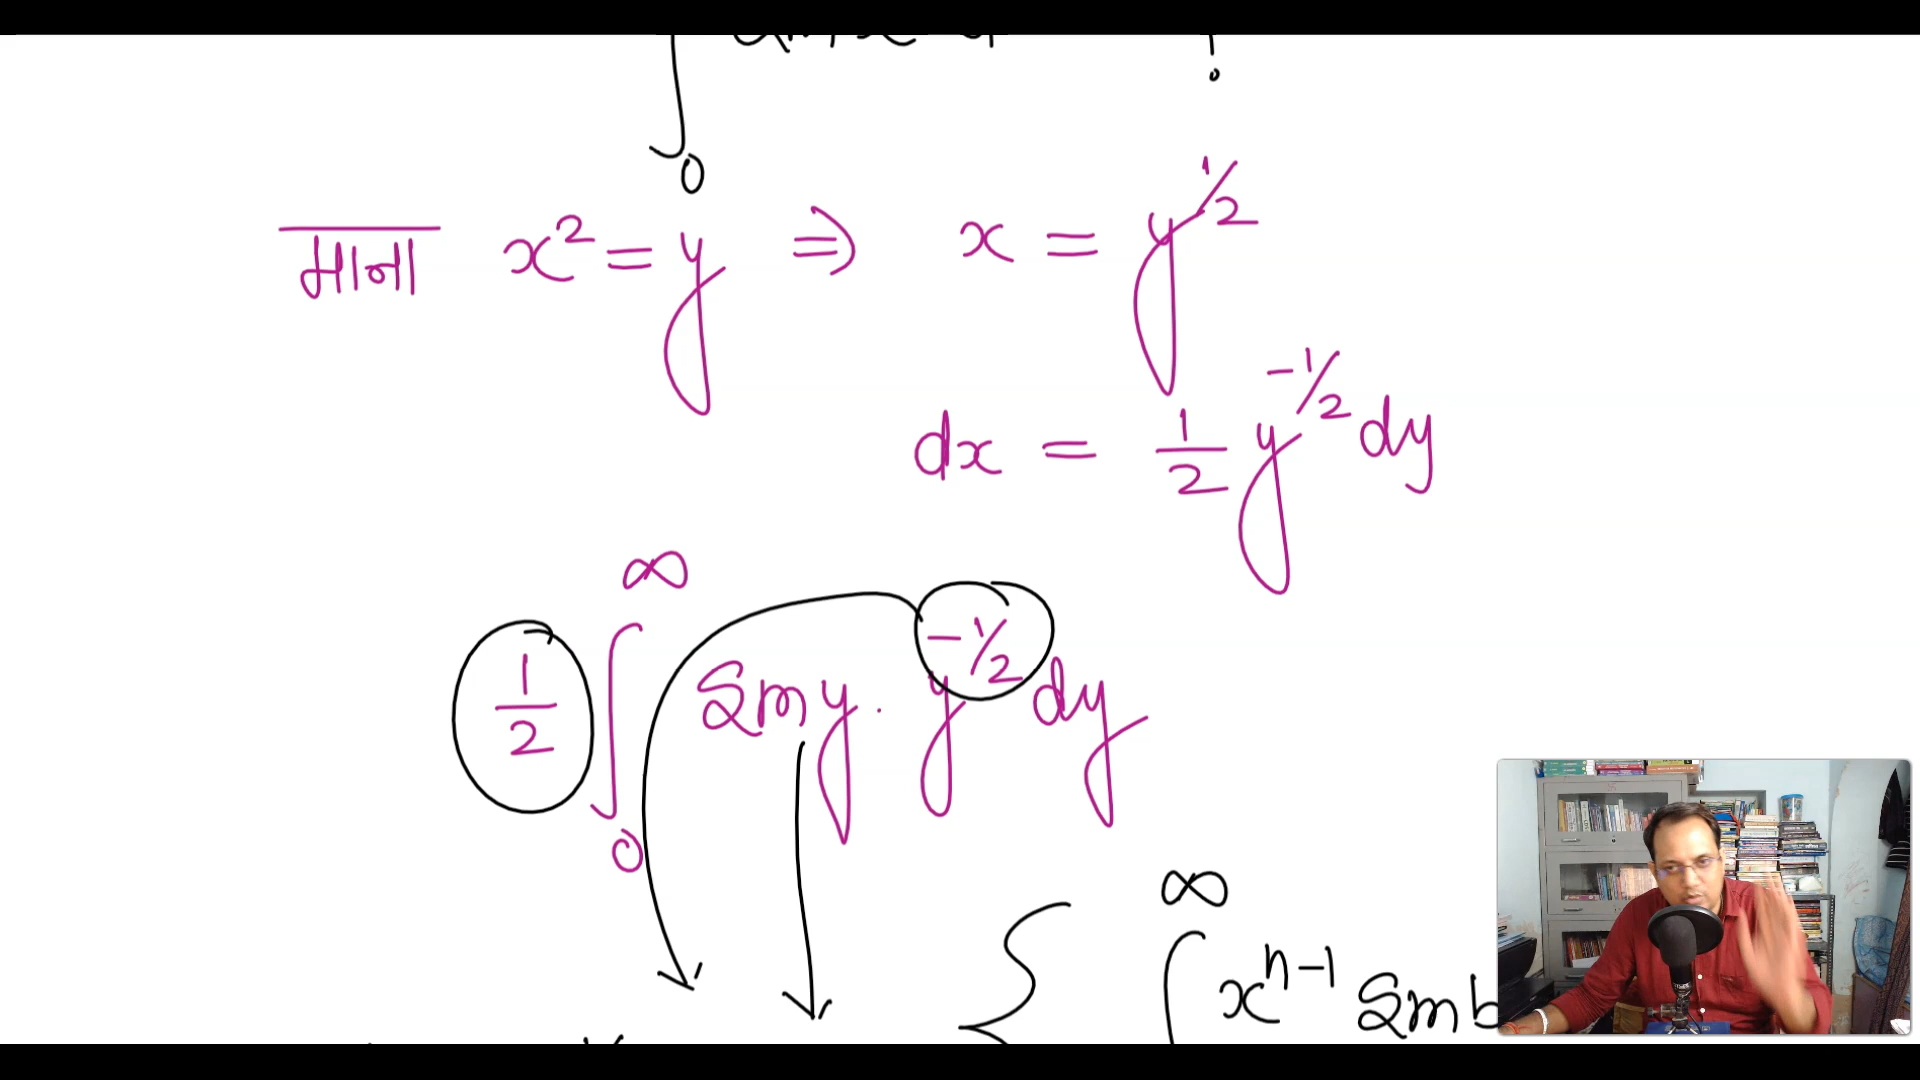 ∫₀
माना x² = y ⇒ x = y^1/2
dx = 1/2 y^-1/2 dy
1/2 ∫₀^∞ Sin y . y^-1/2 dy
{ ∫^∞ x^n-1 Sin b